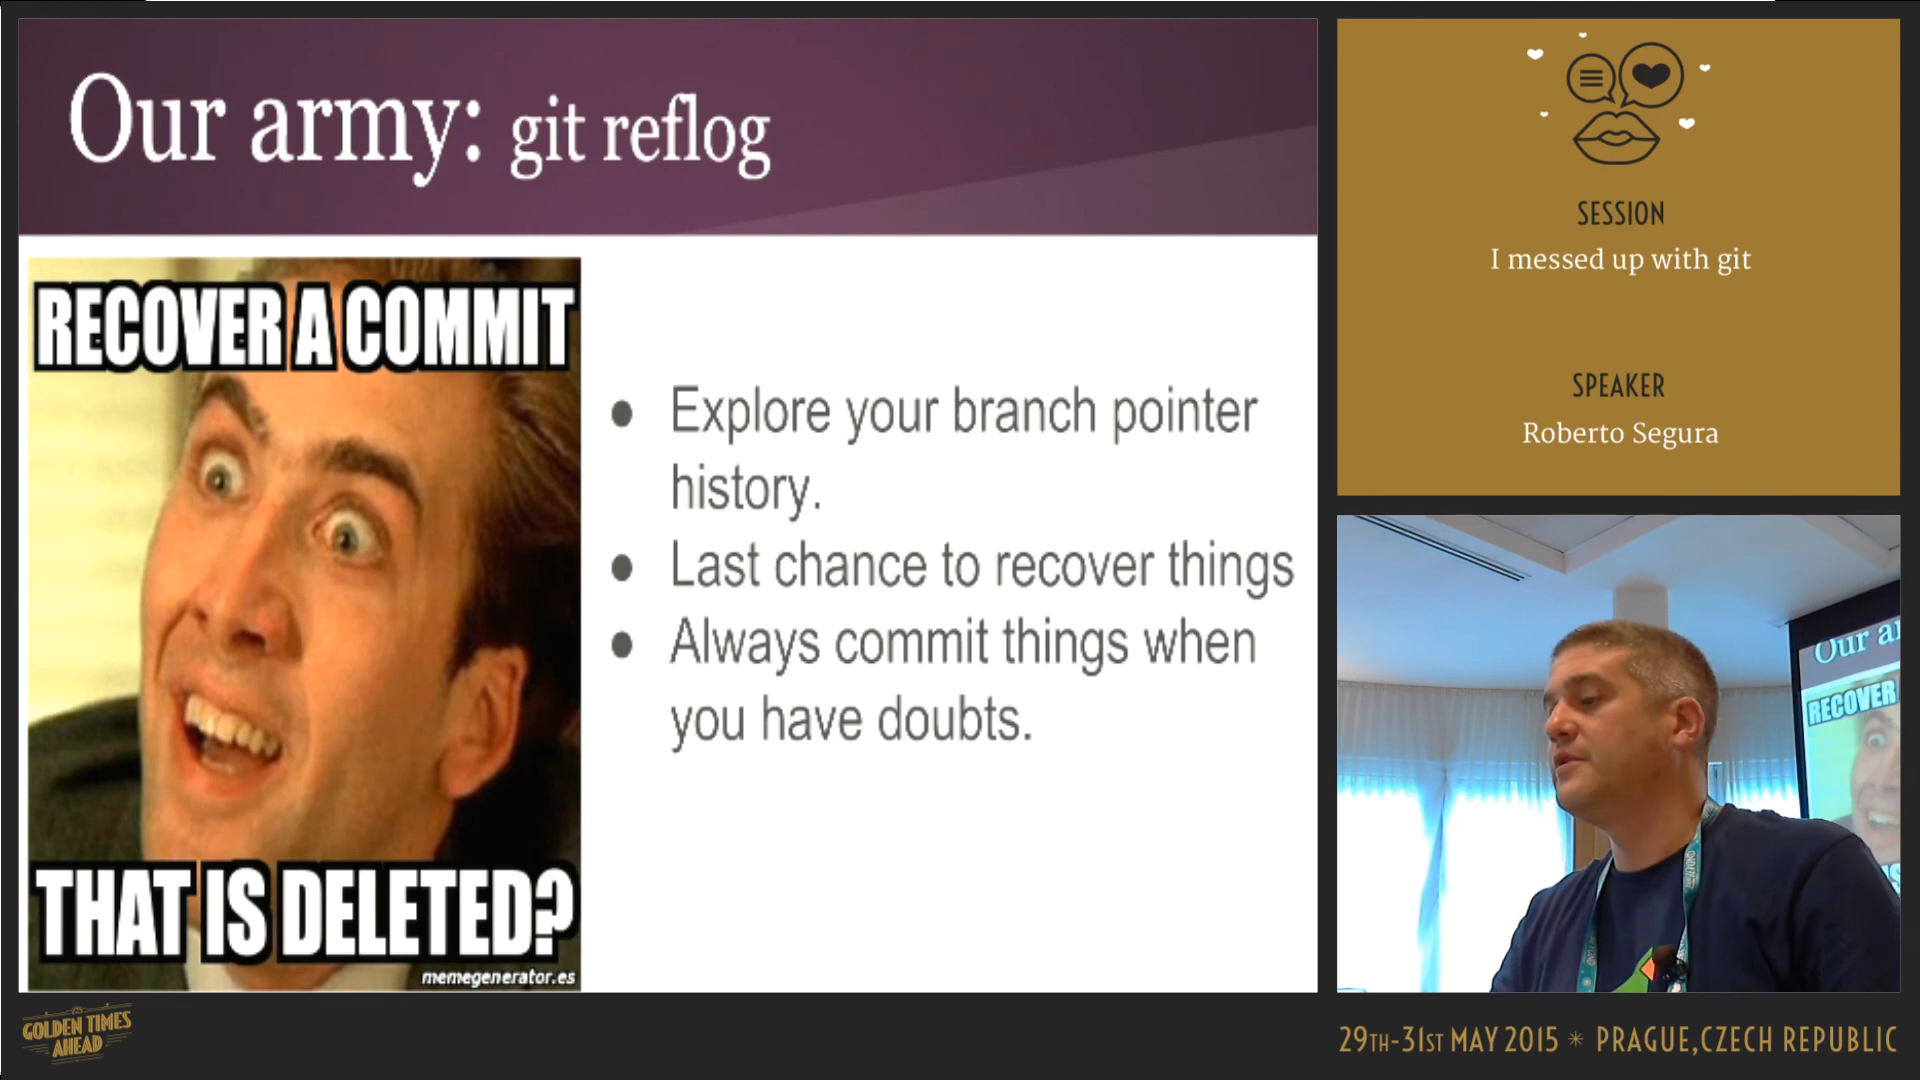 Our army: git reflog
RECOVER A COMMIT
THAT IS DELETED?
memegenerator.es
● Explore your branch pointer
history.
● Last chance to recover things
● Always commit things when
you have doubts.
SESSION
I messed up with git
SPEAKER
Roberto Segura
Our a
RECOVER
GOLDEN TIMES
AHEAD
29TH-31ST MAY 2015 * PRAGUE, CZECH REPUBLIC